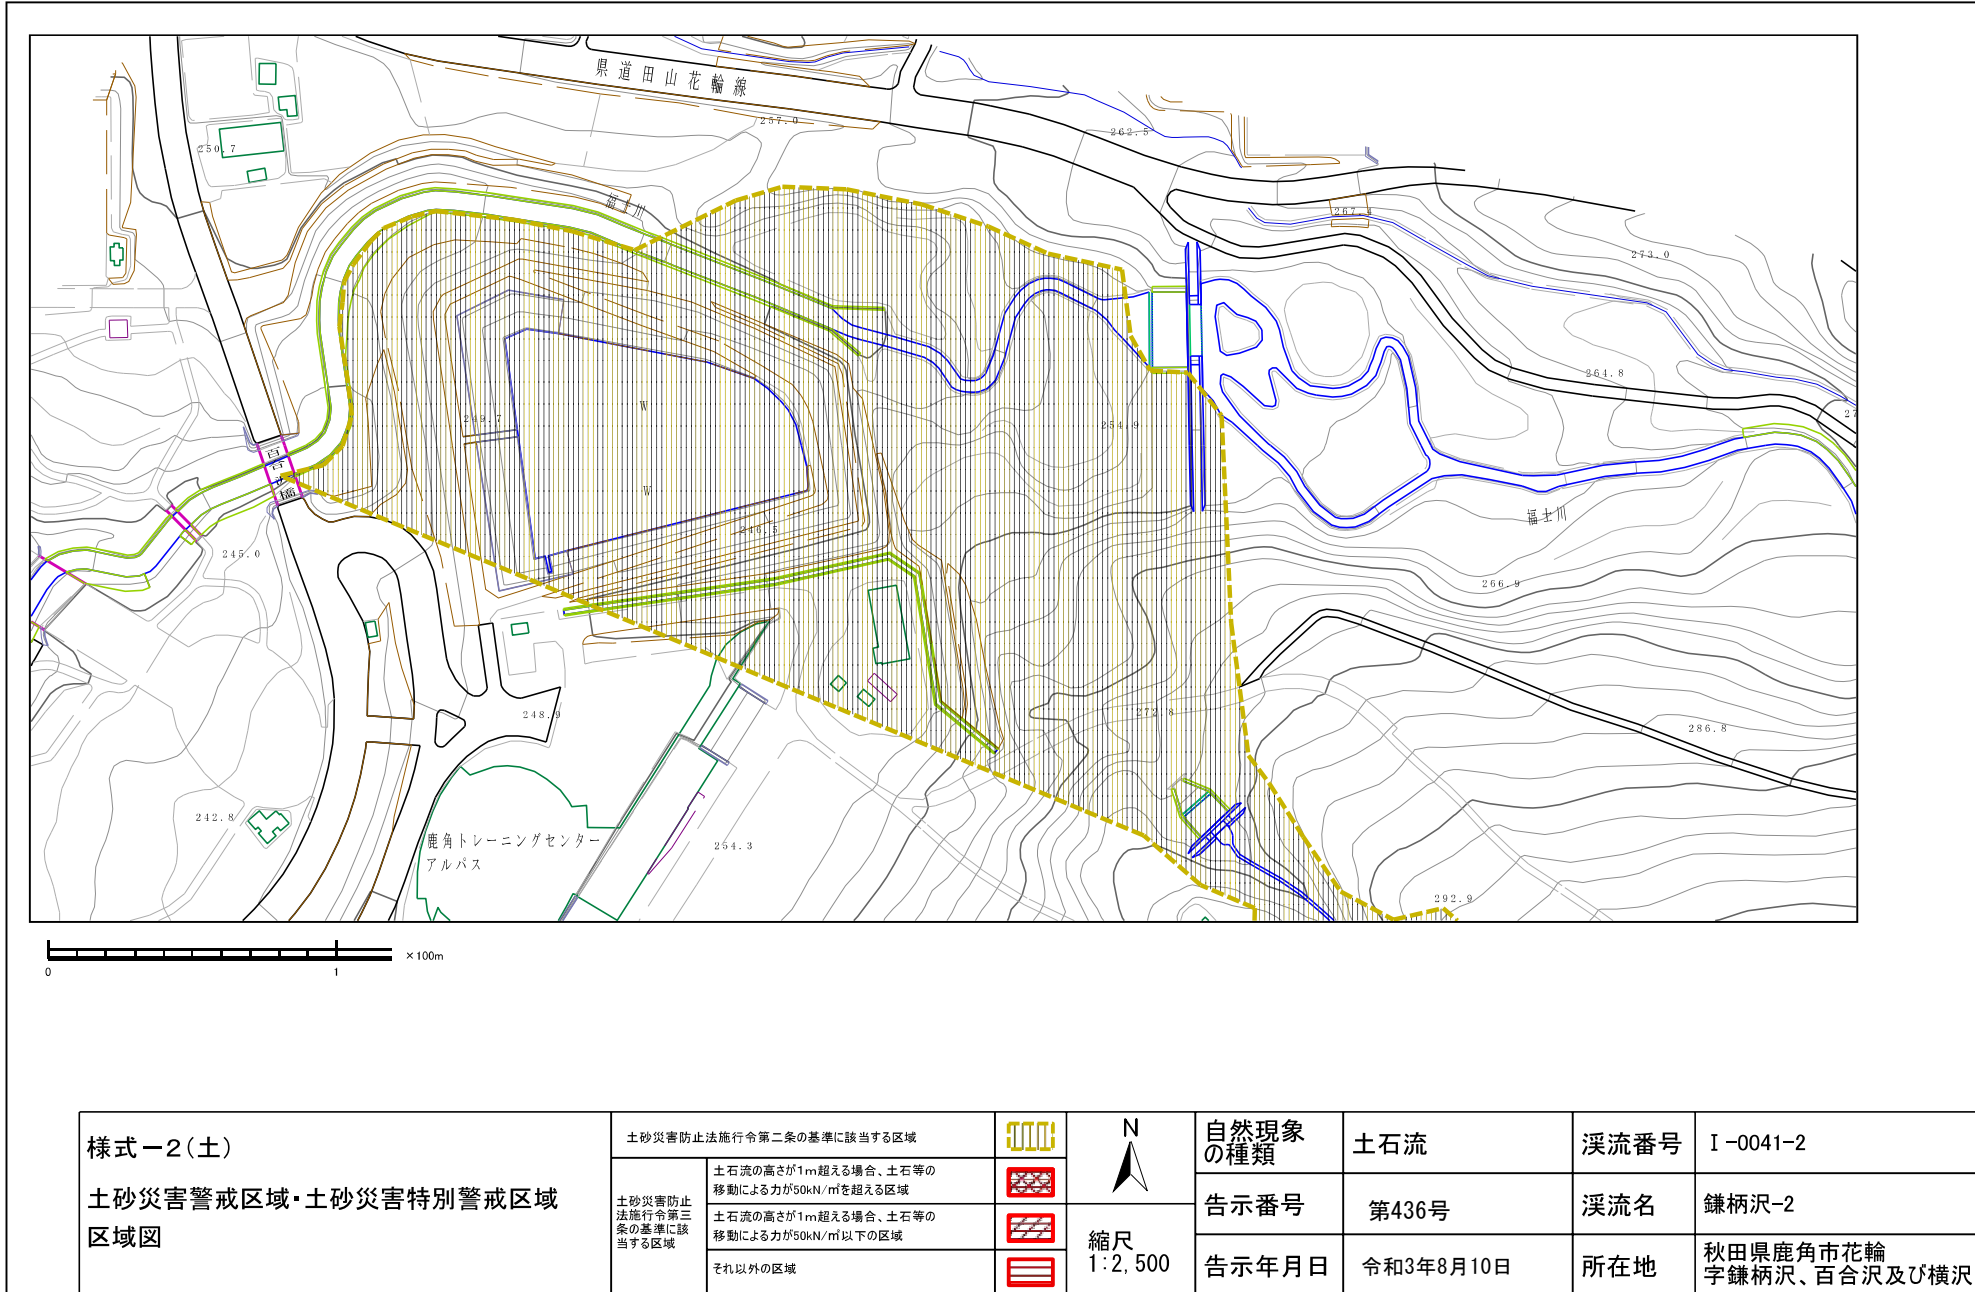 県道田山花輪線
257.0
262.5
250.7
福士川
267.4
273.0
264.8
27
249.7
W
254.9
百合沢橋
W
246.5
福士川
245.0
266.9
248.9
272.8
286.8
242.8
鹿角トレーニングセンター
アルパス
254.3
292.9
×100m
0 1
様式-2(土)
土砂災害警戒区域・土砂災害特別警戒区域
区域図
土砂災害防止法施行令第二条の基準に該当する区域
土砂災害防止
法施行令第三
条の基準に該
当する区域
土石流の高さが1m超える場合、土石等の
移動による力が50kN/㎡を超える区域
土石流の高さが1m超える場合、土石等の
移動による力が50kN/㎡以下の区域
それ以外の区域
N
縮尺
1:2,500
自然現象
の種類
土石流
渓流番号
Ⅰ-0041-2
告示番号
第436号
渓流名
鎌柄沢-2
告示年月日
令和3年8月10日
所在地
秋田県鹿角市花輪
字鎌柄沢、百合沢及び横沢